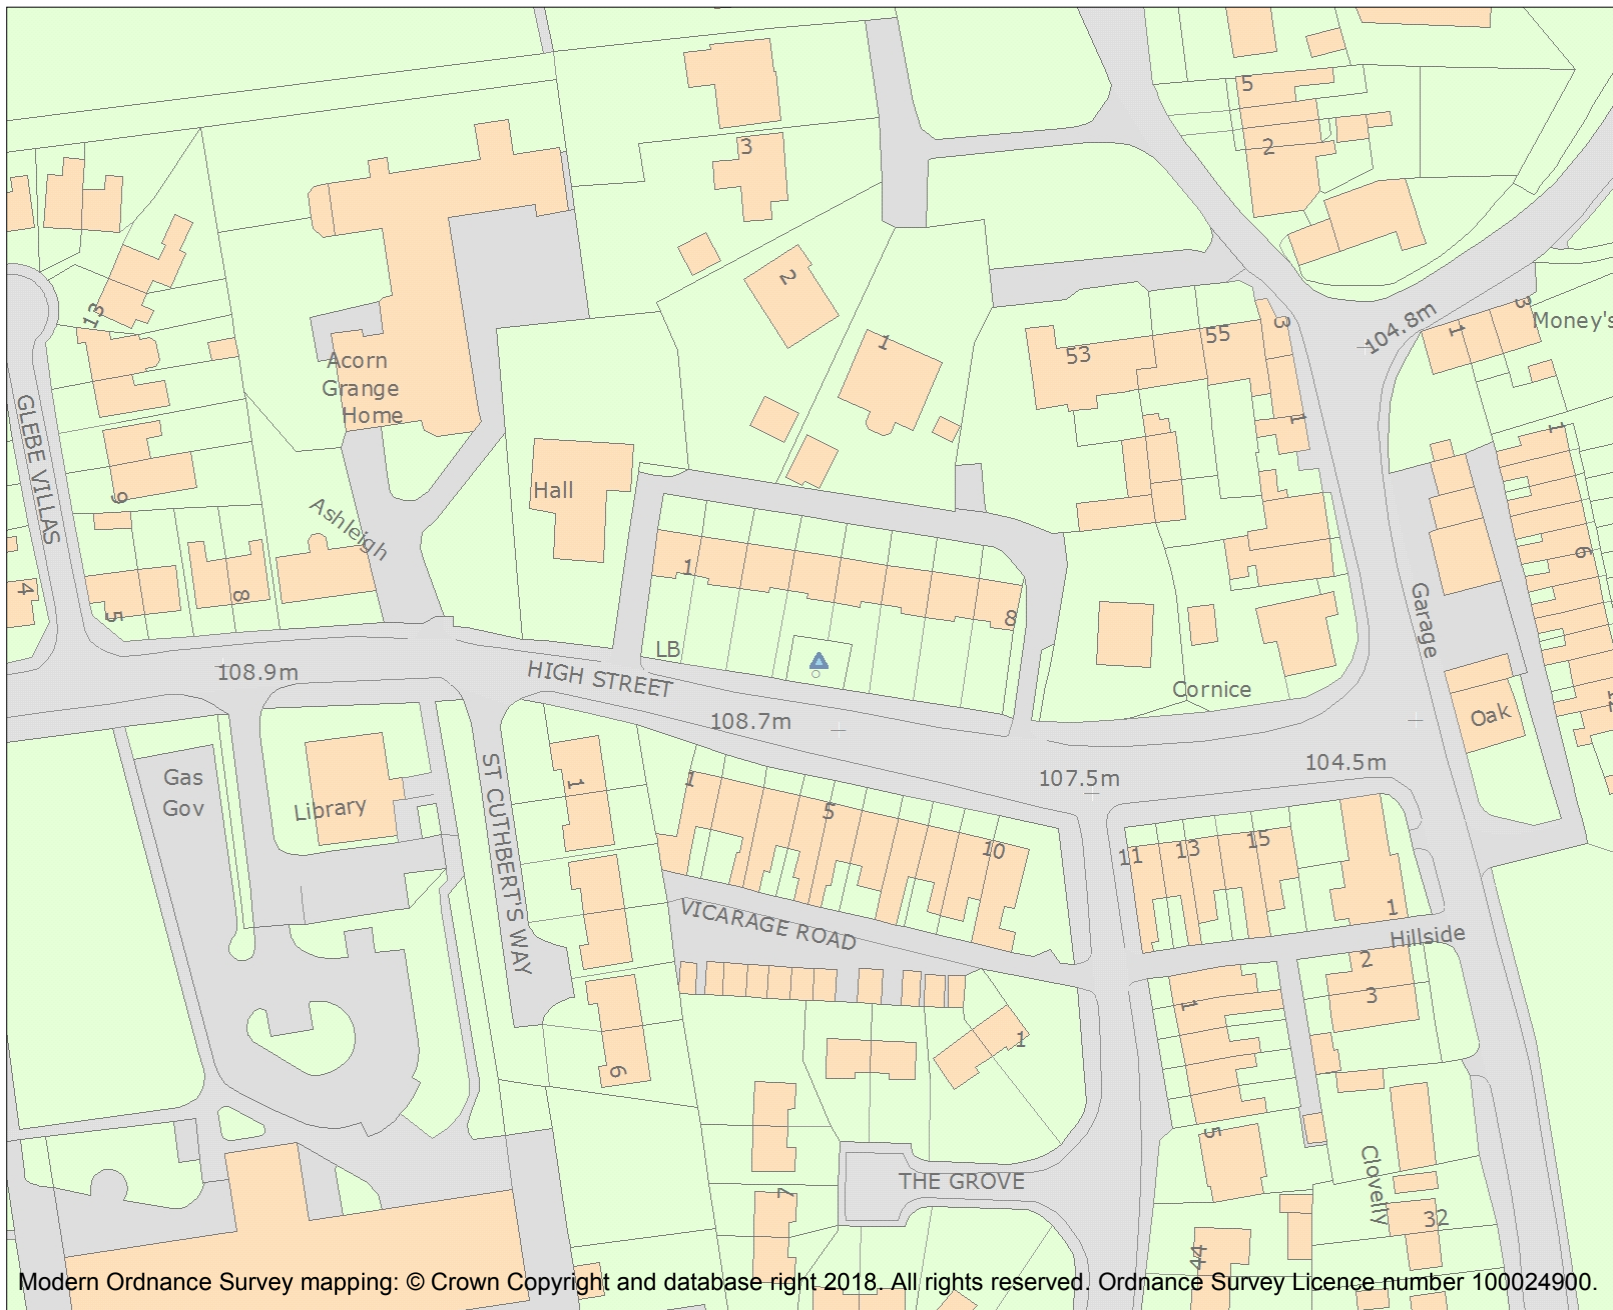 5
2
3
2
13
3
53
55
1
104.8m
1
3
Money's
Acorn
Grange
Home
1
1
1
GLEBE VILLAS
9
Hall
Ashleigh
6
1
4
5
8
8
LB
Garage
108.9m
HIGH STREET
Cornice
108.7m
Oak
107.5m
104.5m
Gas
Gov
Library
ST CUTHBERT'S WAY
1
1
5
10
11
13
15
1
VICARAGE ROAD
Hillside
2
3
1
1
6
5
7
THE GROVE
Clovelly
32
44
Modern Ordnance Survey mapping: © Crown Copyright and database right 2018. All rights reserved. Ordnance Survey Licence number 100024900.